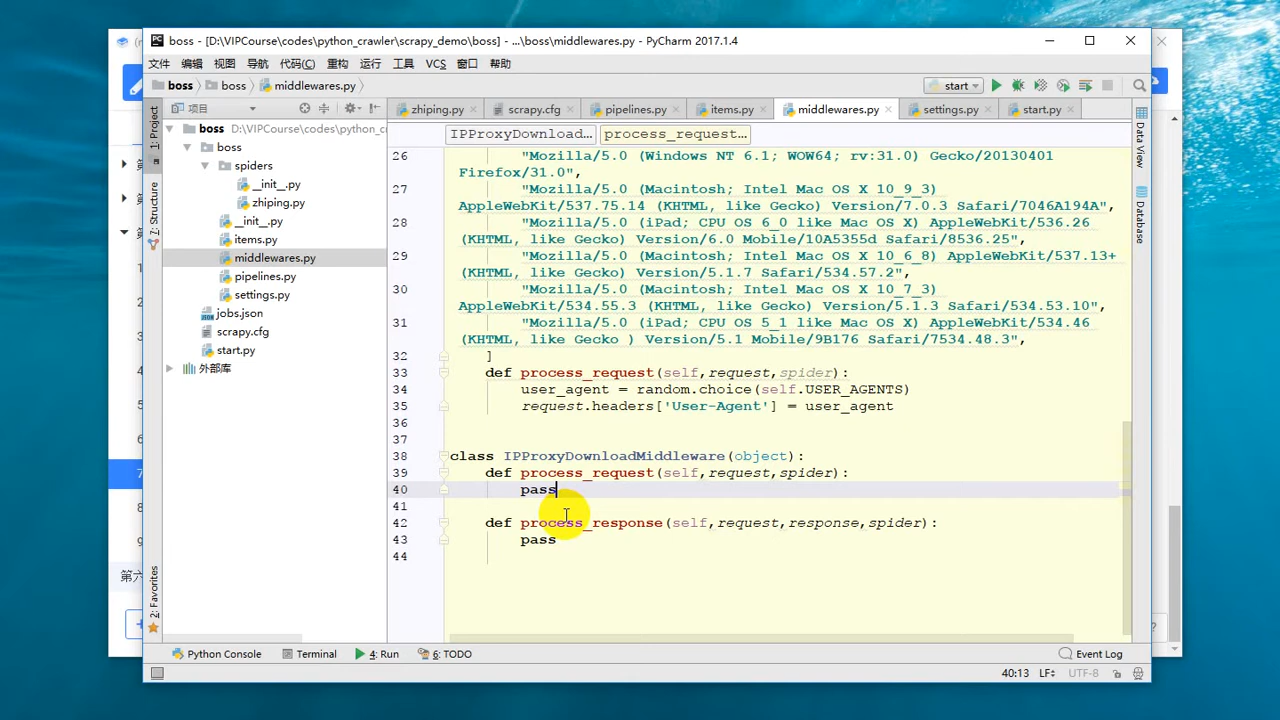 boss - [D:\VIPCourse\codes\python_crawler\scrapy_demo\boss] - ...\boss\middlewares.py - PyCharm 2017.1.4
文件 编辑 视图 导航 代码(C) 重构 运行 工具 VCS 窗口 帮助
boss boss middlewares.py start
项目 zhiping.py scrapy.cfg pipelines.py items.py middlewares.py settings.py start.py
1: Project
7: Structure
2: Favorites
boss D:\VIPCourse\codes\python_c
boss
spiders
__init__.py
zhiping.py
__init__.py
items.py
middlewares.py
pipelines.py
settings.py
jobs.json
scrapy.cfg
start.py
外部库
IPProxyDownload... process_request...
26 "Mozilla/5.0 (Windows NT 6.1; WOW64; rv:31.0) Gecko/20130401
Firefox/31.0",
27 "Mozilla/5.0 (Macintosh; Intel Mac OS X 10_9_3)
AppleWebKit/537.75.14 (KHTML, like Gecko) Version/7.0.3 Safari/7046A194A",
28 "Mozilla/5.0 (iPad; CPU OS 6_0 like Mac OS X) AppleWebKit/536.26
(KHTML, like Gecko) Version/6.0 Mobile/10A5355d Safari/8536.25",
29 "Mozilla/5.0 (Macintosh; Intel Mac OS X 10_6_8) AppleWebKit/537.13+
(KHTML, like Gecko) Version/5.1.7 Safari/534.57.2",
30 "Mozilla/5.0 (Macintosh; Intel Mac OS X 10_7_3)
AppleWebKit/534.55.3 (KHTML, like Gecko) Version/5.1.3 Safari/534.53.10",
31 "Mozilla/5.0 (iPad; CPU OS 5_1 like Mac OS X) AppleWebKit/534.46
(KHTML, like Gecko ) Version/5.1 Mobile/9B176 Safari/7534.48.3",
32 ]
33 def process_request(self,request,spider):
34 user_agent = random.choice(self.USER_AGENTS)
35 request.headers['User-Agent'] = user_agent
36
37
38 class IPProxyDownloadMiddleware(object):
39 def process_request(self,request,spider):
40 pass
41
42 def process_response(self,request,response,spider):
43 pass
44
Data View
Database
Python Console Terminal 4: Run 6: TODO Event Log
40:13 LF UTF-8